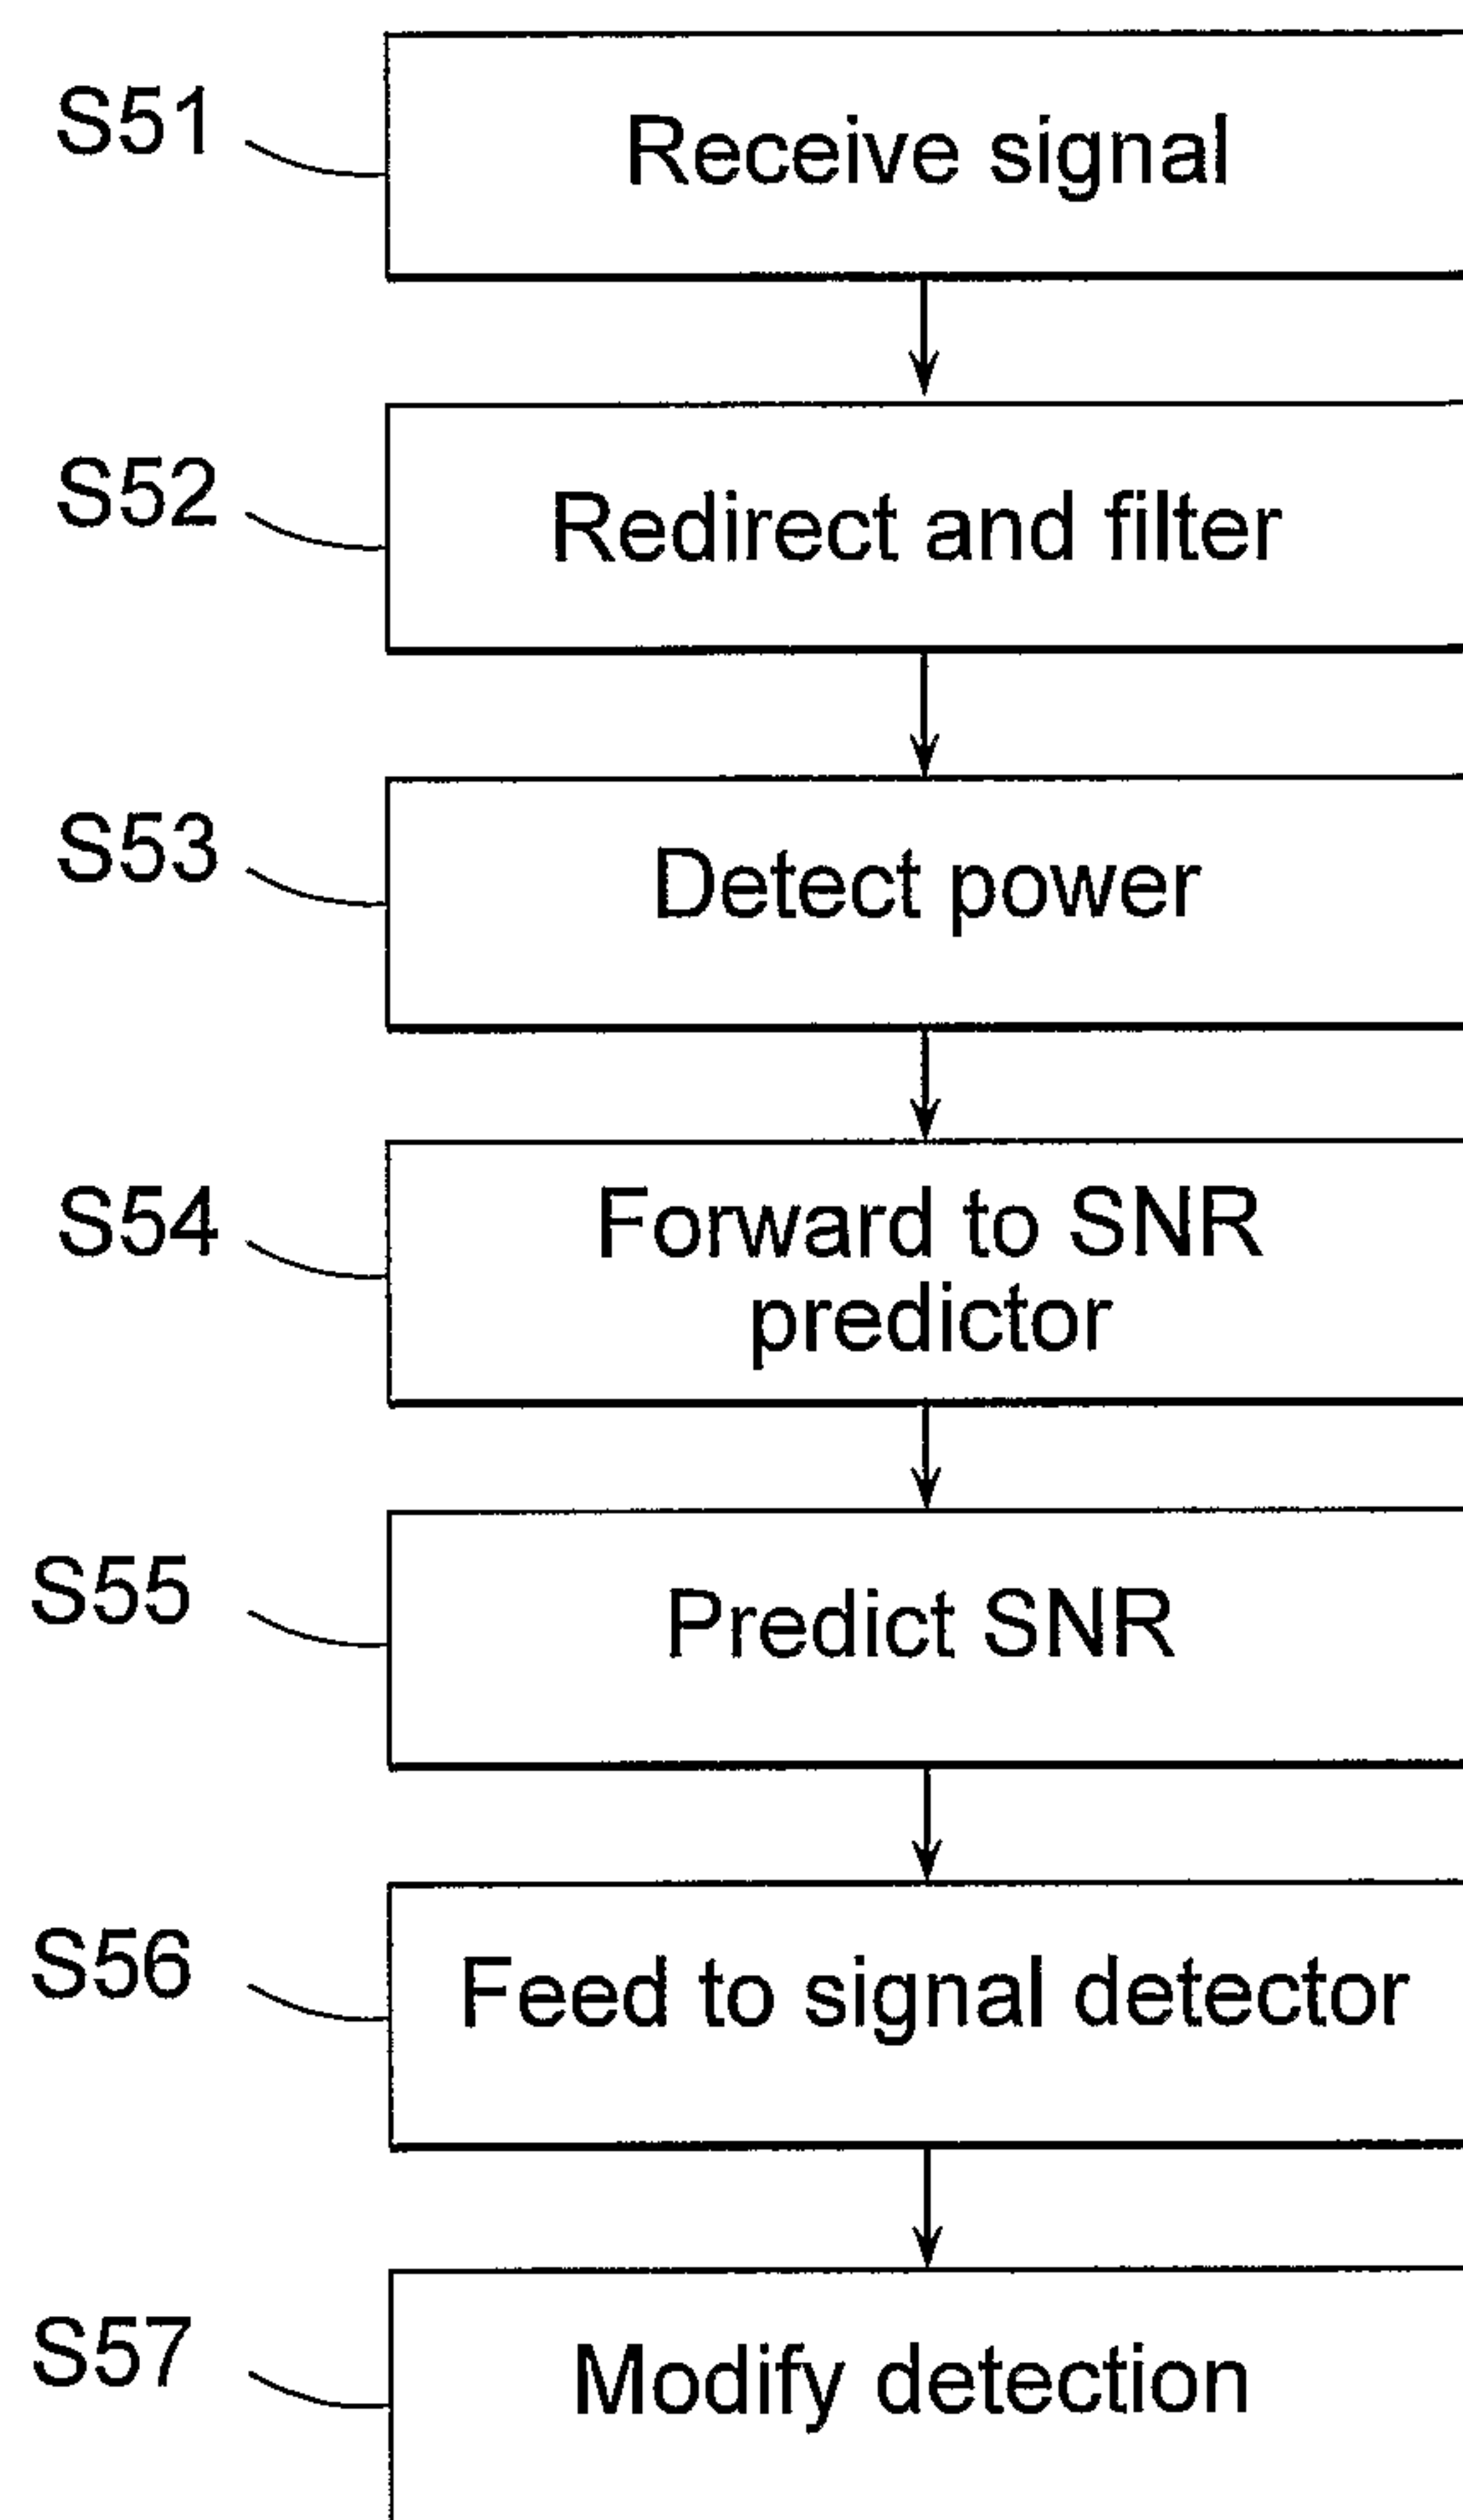 S51
Receive signal
S52
Redirect and filter
S53
Detect power
S54
Forward to SNR
predictor
S55
Predict SNR
S56
Feed to signal detector
S57
Modify detection